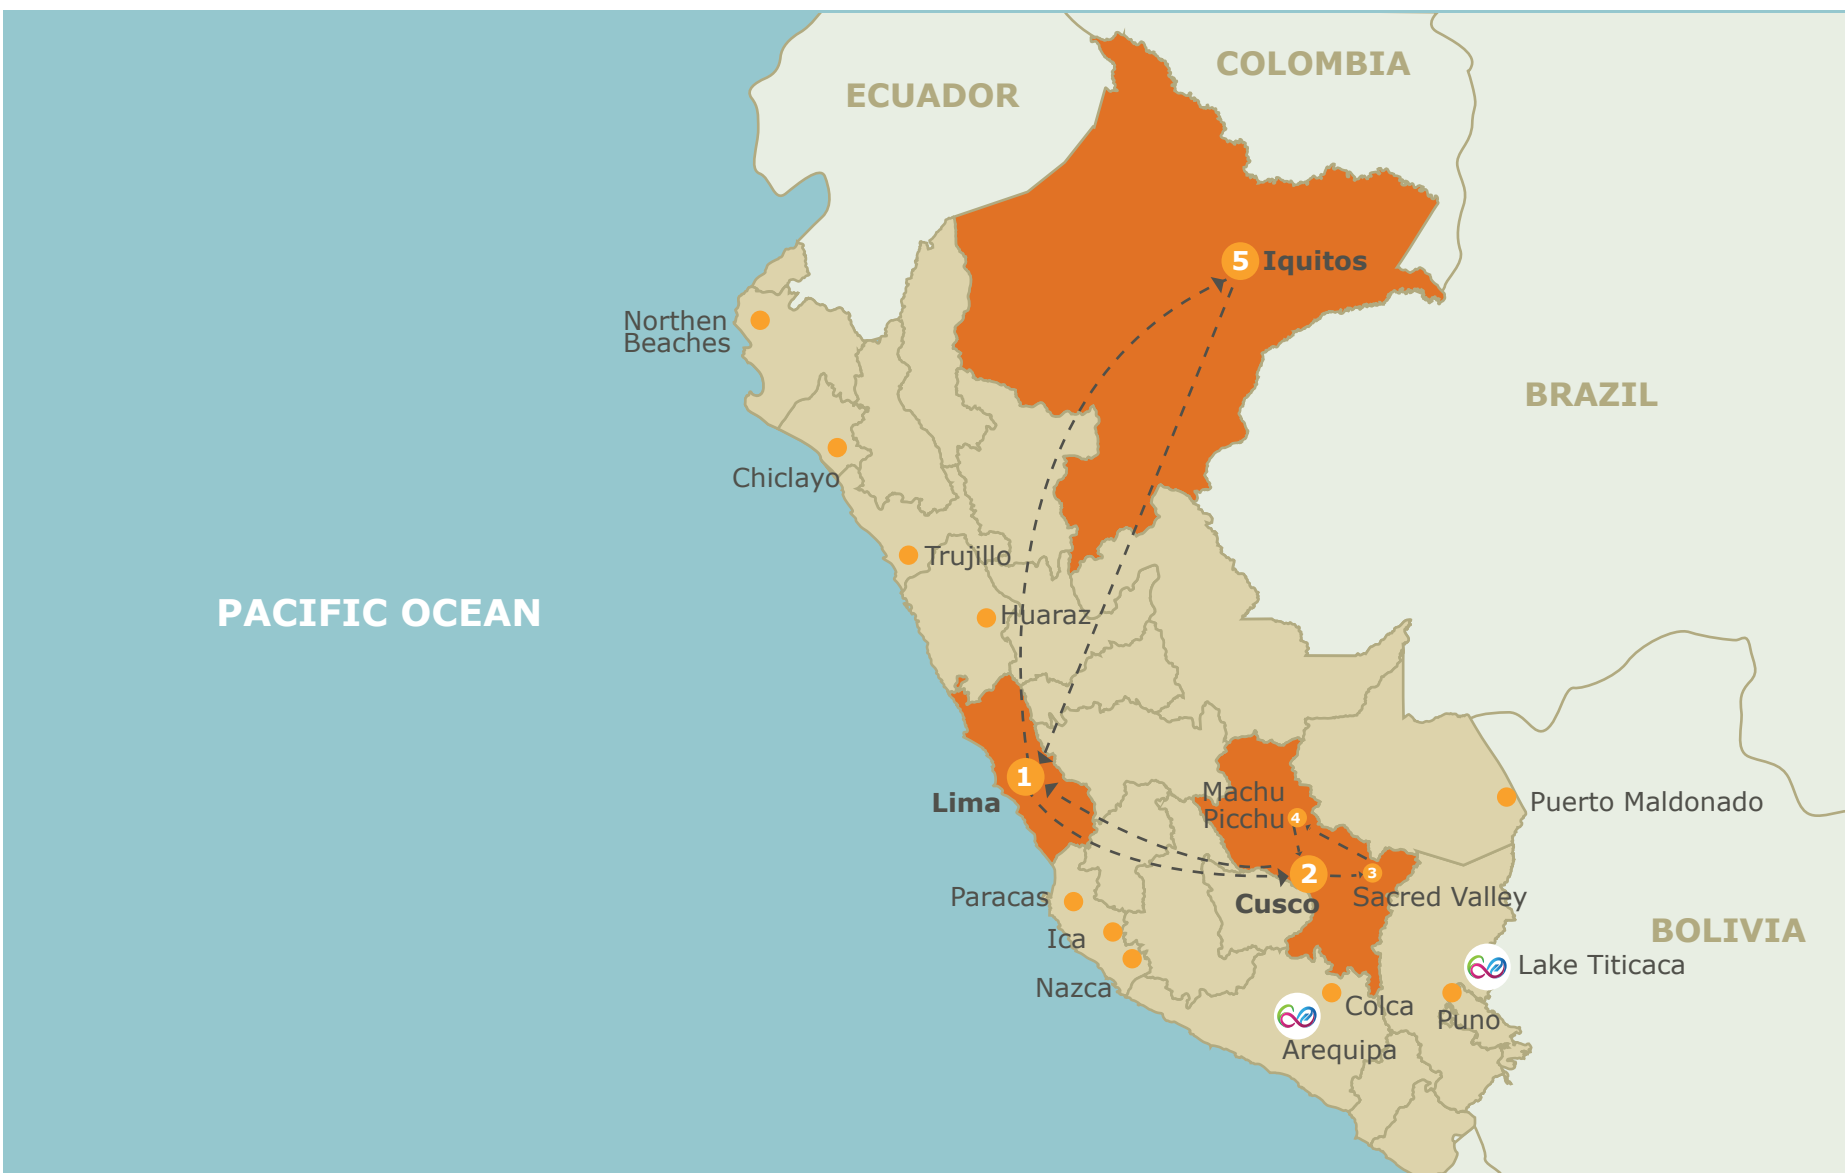 COLOMBIA
ECUADOR
5 Iquitos
Northen
Beaches
BRAZIL
Chiclayo
Trujillo
PACIFIC OCEAN
Huaraz
1
Lima
Machu
Picchu 4
Puerto Maldonado
2
3
Cusco
Sacred Valley
Paracas
Ica
BOLIVIA
Lake Titicaca
Nazca
Colca
Puno
Arequipa